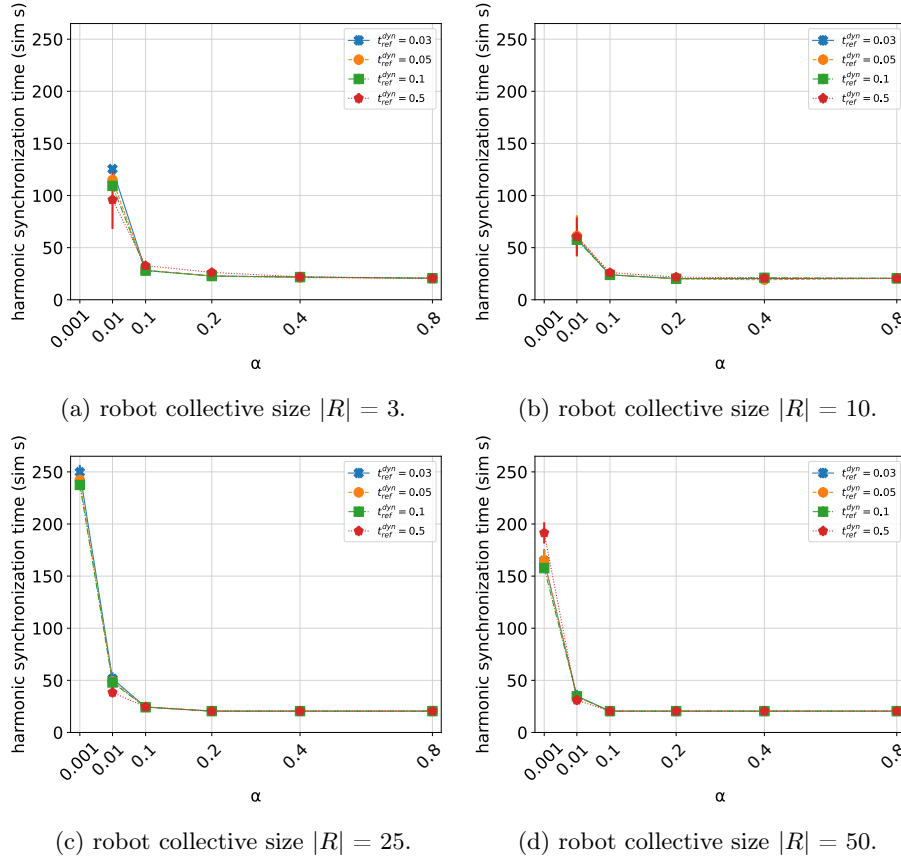 harmonic synchronization time (sim s)
250
200
150
100
50
0
t_ref^dyn = 0.03
t_ref^dyn = 0.05
t_ref^dyn = 0.1
t_ref^dyn = 0.5
0.001
0.01
0.1
0.2
0.4
0.8
α
(a) robot collective size |R| = 3.
harmonic synchronization time (sim s)
250
200
150
100
50
0
t_ref^dyn = 0.03
t_ref^dyn = 0.05
t_ref^dyn = 0.1
t_ref^dyn = 0.5
0.001
0.01
0.1
0.2
0.4
0.8
α
(b) robot collective size |R| = 10.
harmonic synchronization time (sim s)
250
200
150
100
50
0
t_ref^dyn = 0.03
t_ref^dyn = 0.05
t_ref^dyn = 0.1
t_ref^dyn = 0.5
0.001
0.01
0.1
0.2
0.4
0.8
α
(c) robot collective size |R| = 25.
harmonic synchronization time (sim s)
250
200
150
100
50
0
t_ref^dyn = 0.03
t_ref^dyn = 0.05
t_ref^dyn = 0.1
t_ref^dyn = 0.5
0.001
0.01
0.1
0.2
0.4
0.8
α
(d) robot collective size |R| = 50.